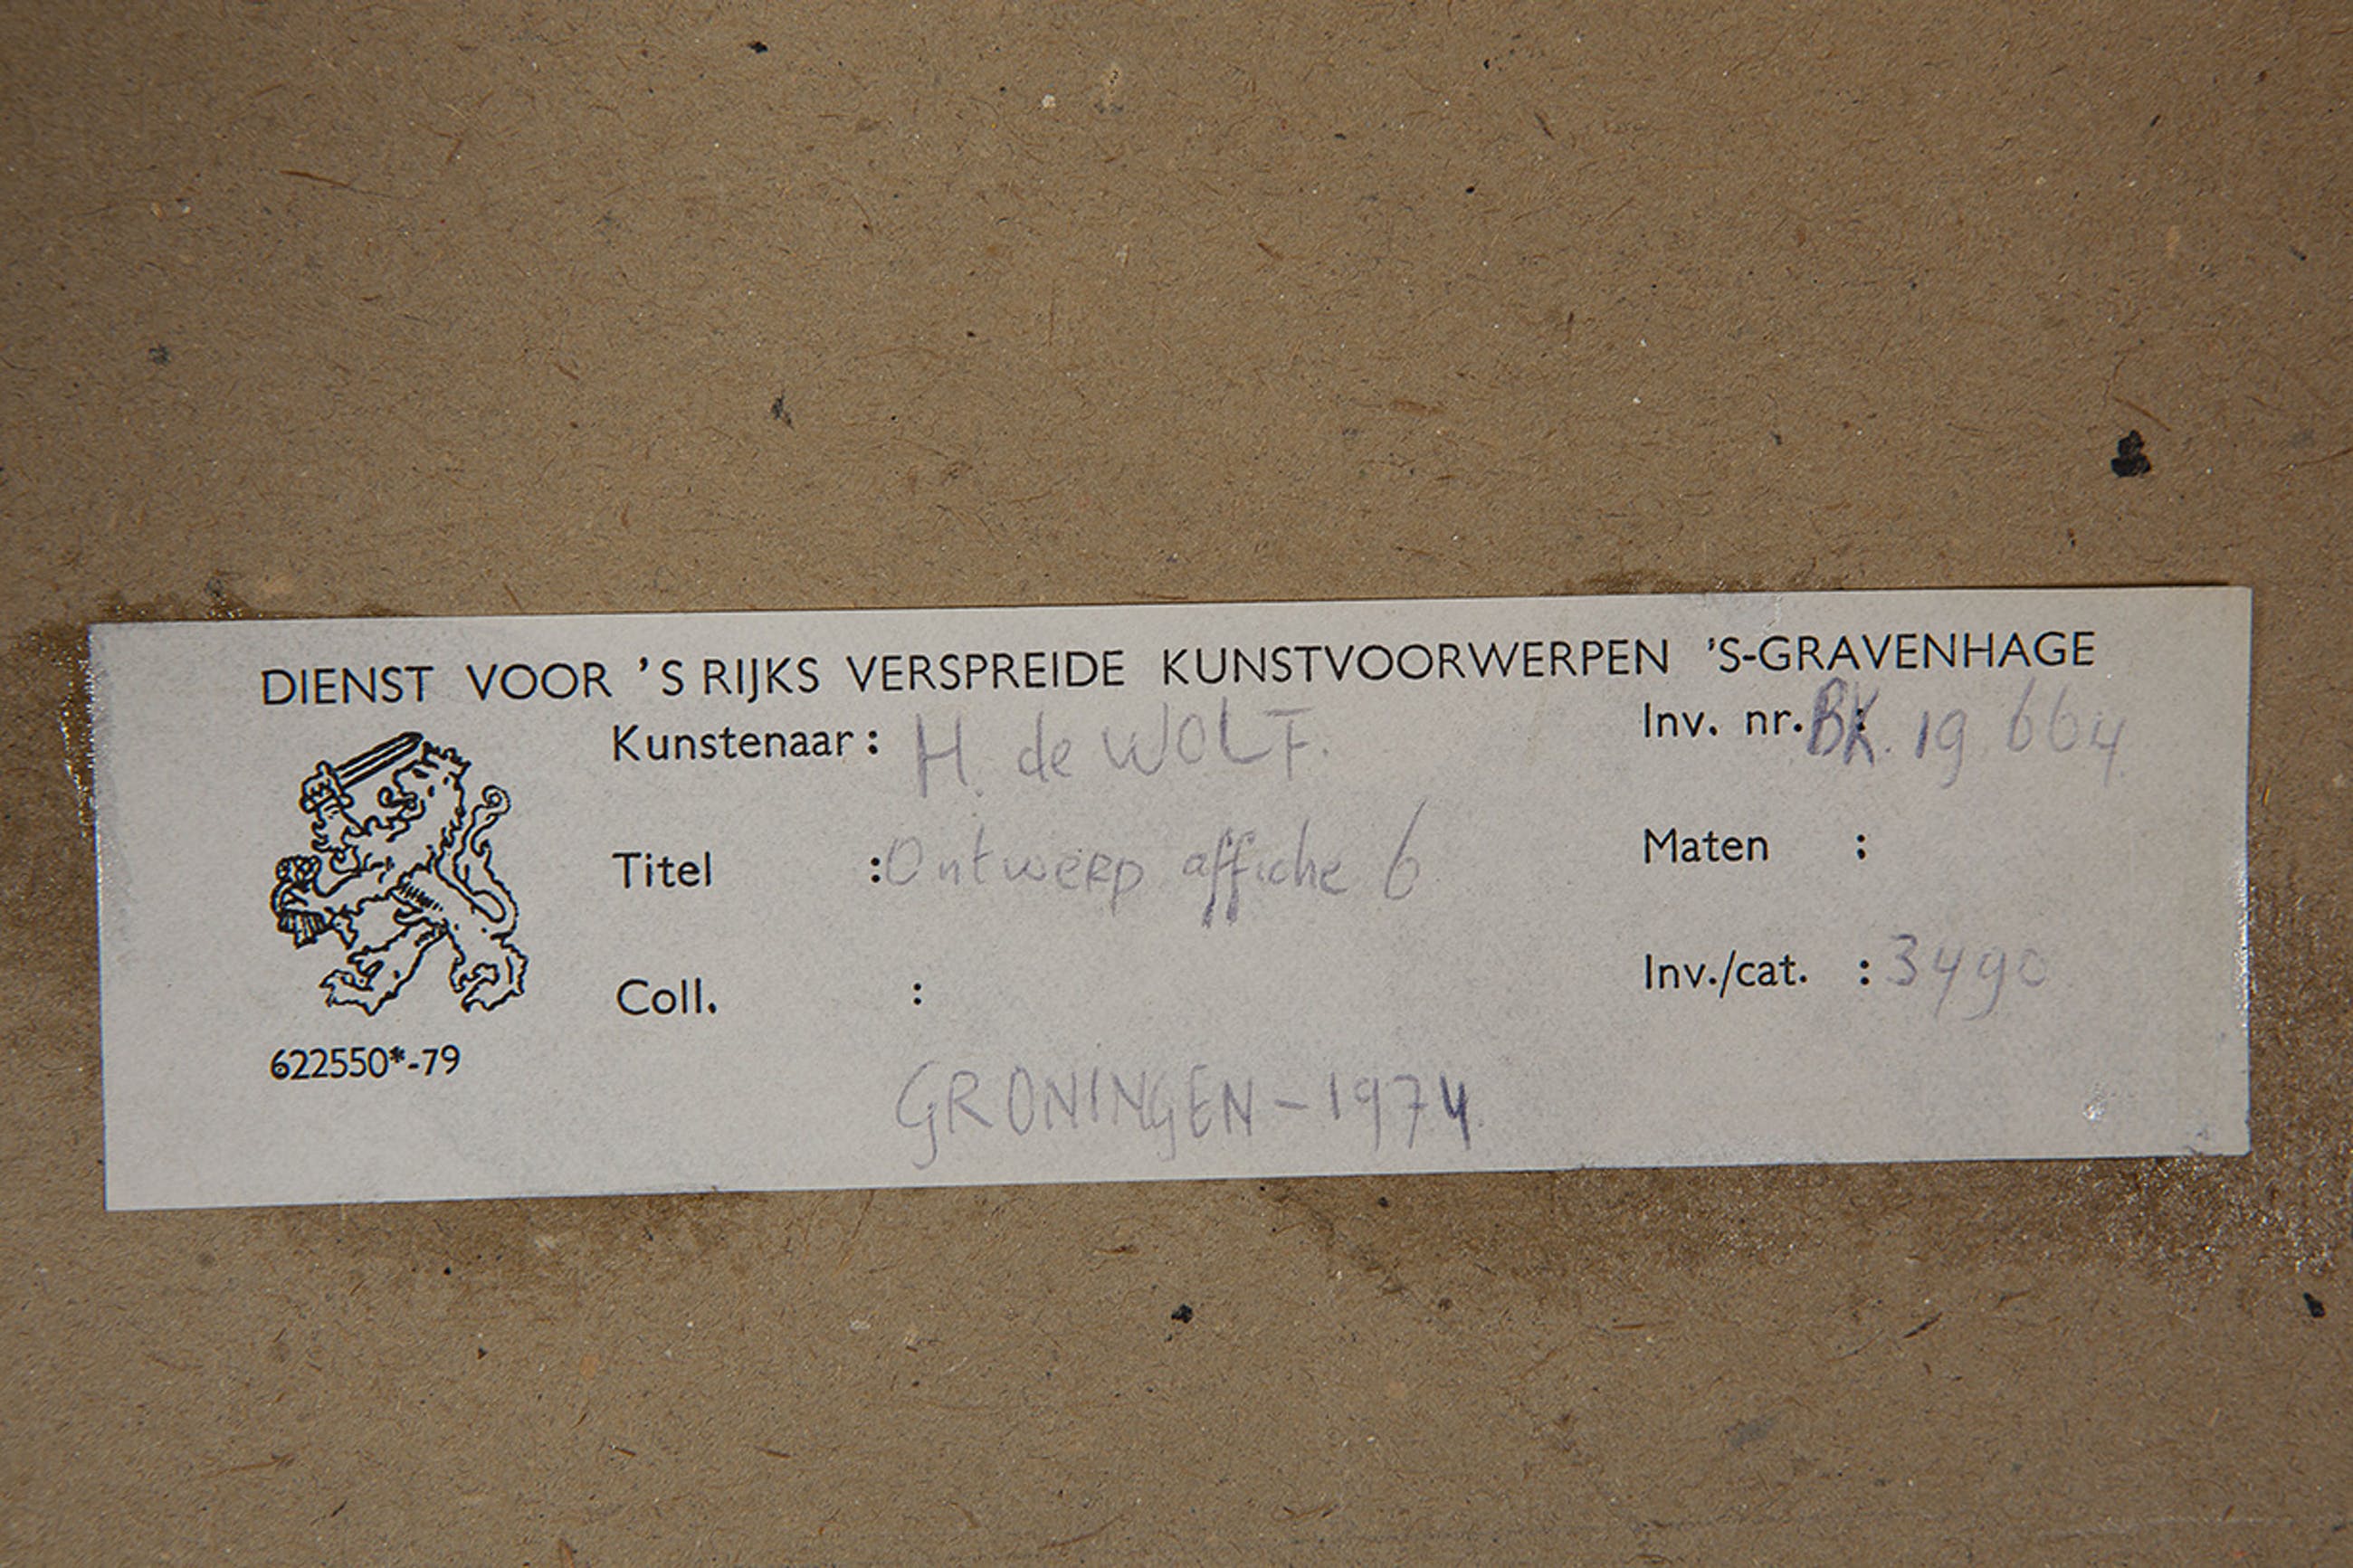 DIENST VOOR 'S RIJKS VERSPREIDE KUNSTVOORWERPEN 'S-GRAVENHAGE
Kunstenaar: H. de WOLF. Inv. nr.: BK. 19.664
Titel : Ontwerp affiche 6 Maten :
Coll. : Inv./cat. : 3490
622550*-79
GRONINGEN-1974.